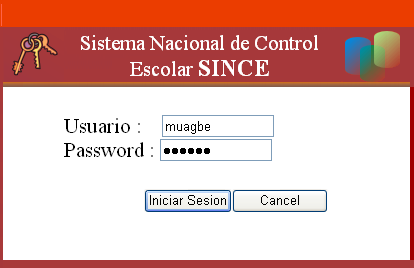 Sistema Nacional de Control
Escolar SINCE
Usuario : muagbe
Password : ●●●●●●
Iniciar Sesion Cancel